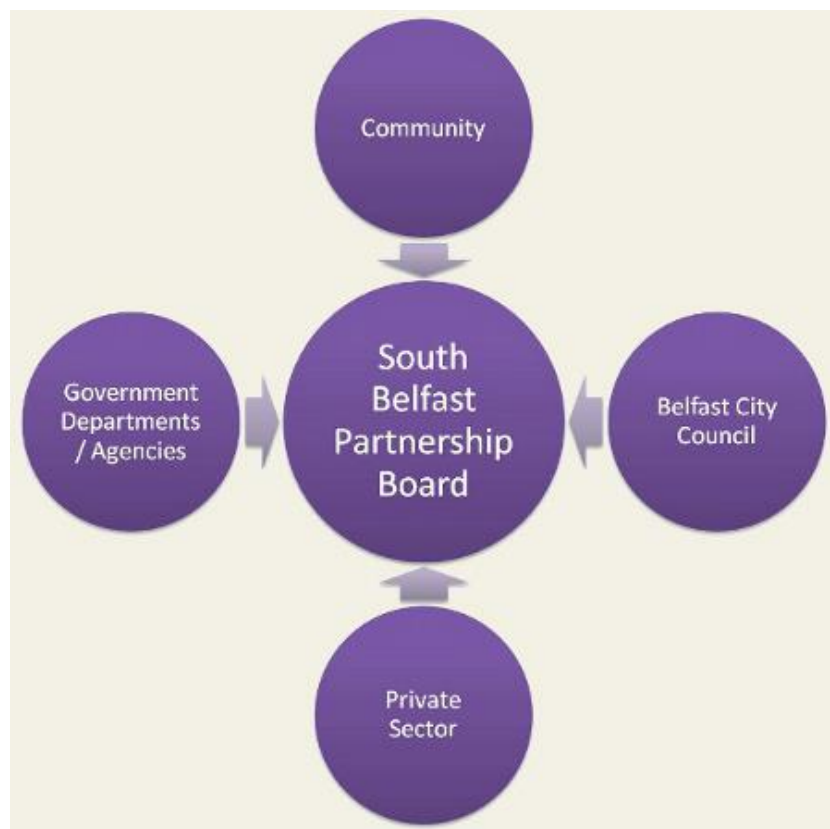 Community
Government
Departments
/ Agencies
South
Belfast
Partnership
Board
Belfast City
Council
Private
Sector